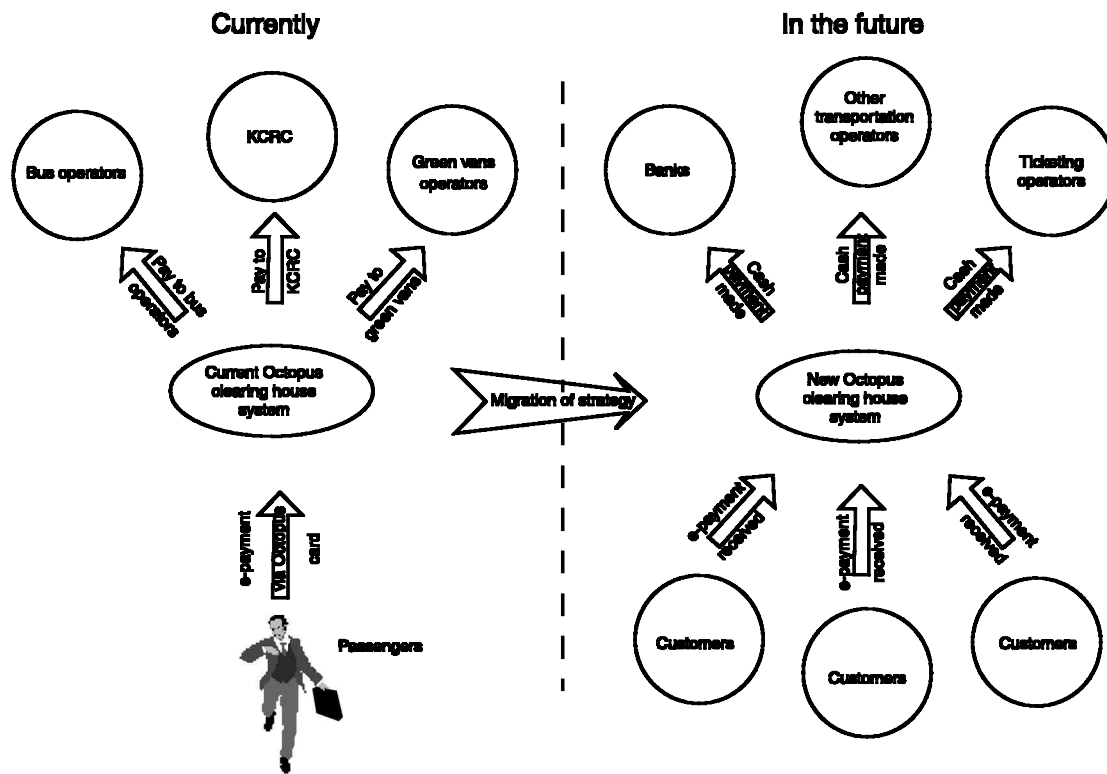 Currently
KCRC
Bus operators
Green vans
operators
Pay to bus
operators
Pay to
KCRC
Pay to
green vans
Current Octopus
clearing house
system
e-payment
via Octopus
card
Passengers
Migration of strategy
In the future
Other
transportation
operators
Banks
Ticketing
operators
Cash
payment
made
Cash
payment
made
Cash
payment
made
New Octopus
clearing house
system
e-payment
received
e-payment
received
e-payment
received
Customers
Customers
Customers